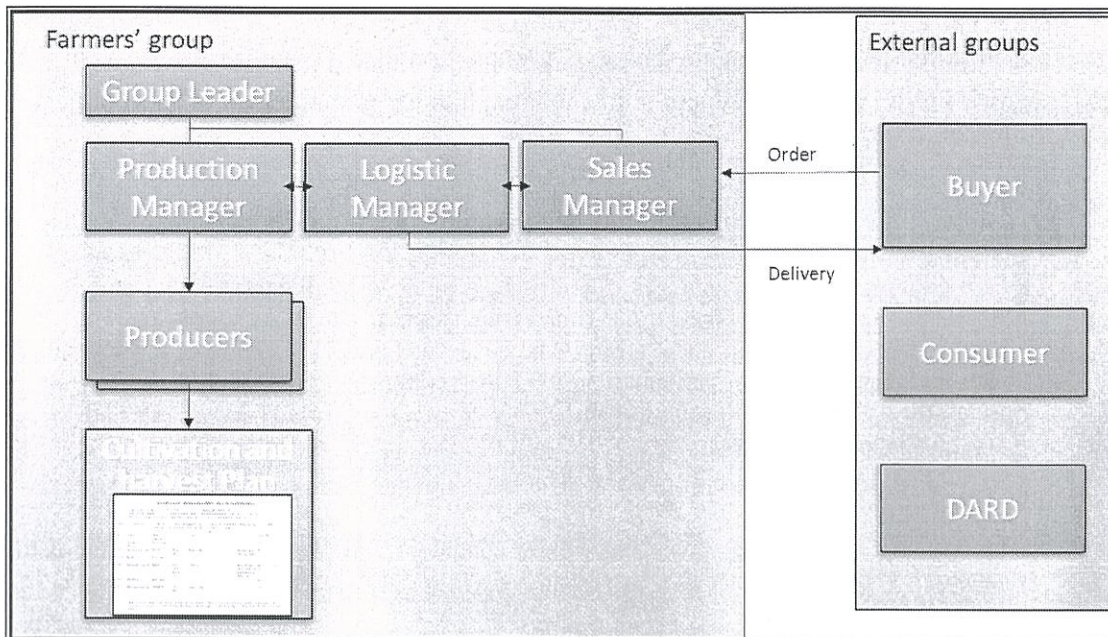 Farmers' group
External groups
Group Leader
Production
Manager
Logistic
Manager
Sales
Manager
Order
Buyer
Delivery
Producers
Consumer
Cultivation and
Harvest Plan
DARD